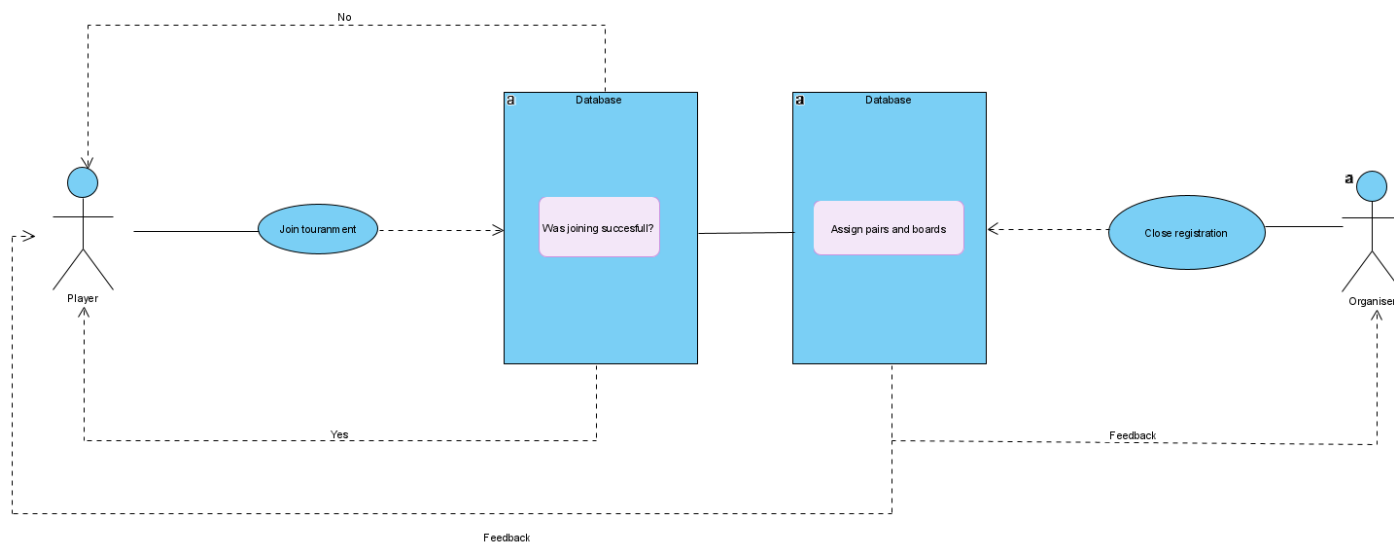 No
a
Database
a
Database
a
Join touranment
Was joining succesfull?
Assign pairs and boards
Close registration
Player
Organiser
Yes
Feedback
Feedback